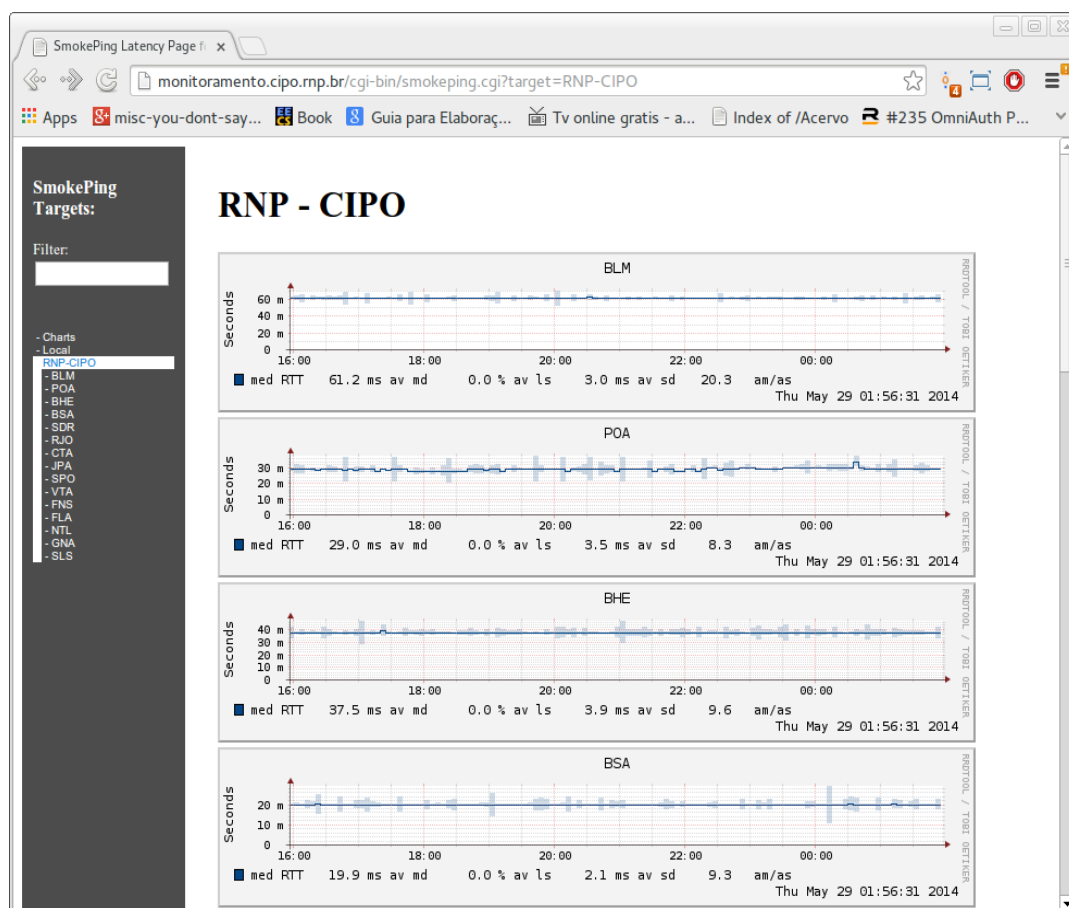 SmokePing Latency Page f
monitoramento.cipo.rnp.br/cgi-bin/smokeping.cgi?target=RNP-CIPO
4
Apps misc-you-dont-say... Book Guia para Elaboraç... Tv online gratis - a... Index of /Acervo #235 OmniAuth P...
SmokePing
Targets:
Filter:
- Charts
- Local
RNP-CIPO
- BLM
- POA
- BHE
- BSA
- SDR
- RJO
- CTA
- JPA
- SPO
- VTA
- FNS
- FLA
- NTL
- GNA
- SLS
RNP - CIPO
BLM
Seconds
60 m
40 m
20 m
0
16:00 18:00 20:00 22:00 00:00
med RTT 61.2 ms av md 0.0 % av ls 3.0 ms av sd 20.3 am/as
Thu May 29 01:56:31 2014
RRDTOOL / TOBI OETIKER
POA
Seconds
30 m
20 m
10 m
0
16:00 18:00 20:00 22:00 00:00
med RTT 29.0 ms av md 0.0 % av ls 3.5 ms av sd 8.3 am/as
Thu May 29 01:56:31 2014
RRDTOOL / TOBI OETIKER
BHE
Seconds
40 m
30 m
20 m
10 m
0
16:00 18:00 20:00 22:00 00:00
med RTT 37.5 ms av md 0.0 % av ls 3.9 ms av sd 9.6 am/as
Thu May 29 01:56:31 2014
RRDTOOL / TOBI OETIKER
BSA
Seconds
20 m
10 m
0
16:00 18:00 20:00 22:00 00:00
med RTT 19.9 ms av md 0.0 % av ls 2.1 ms av sd 9.3 am/as
Thu May 29 01:56:31 2014
RRDTOOL / TOBI OETIKER